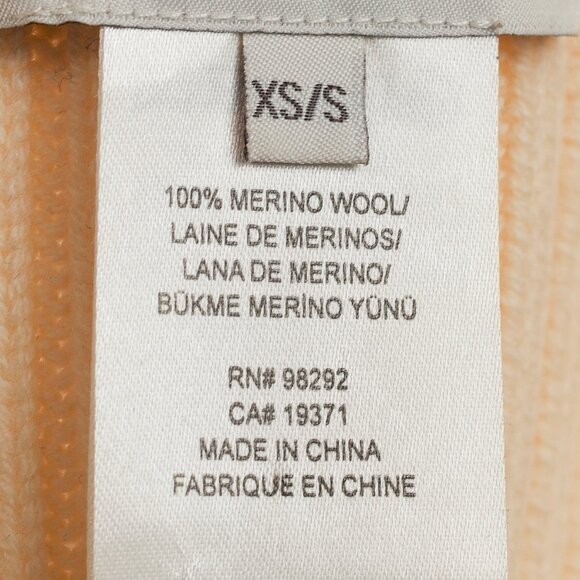 XS/S
100% MERINO WOOL/
LAINE DE MERINOS/
LANA DE MERINO/
BÜKME MERİNO YÜNÜ
RN# 98292
CA# 19371
MADE IN CHINA
FABRIQUE EN CHINE